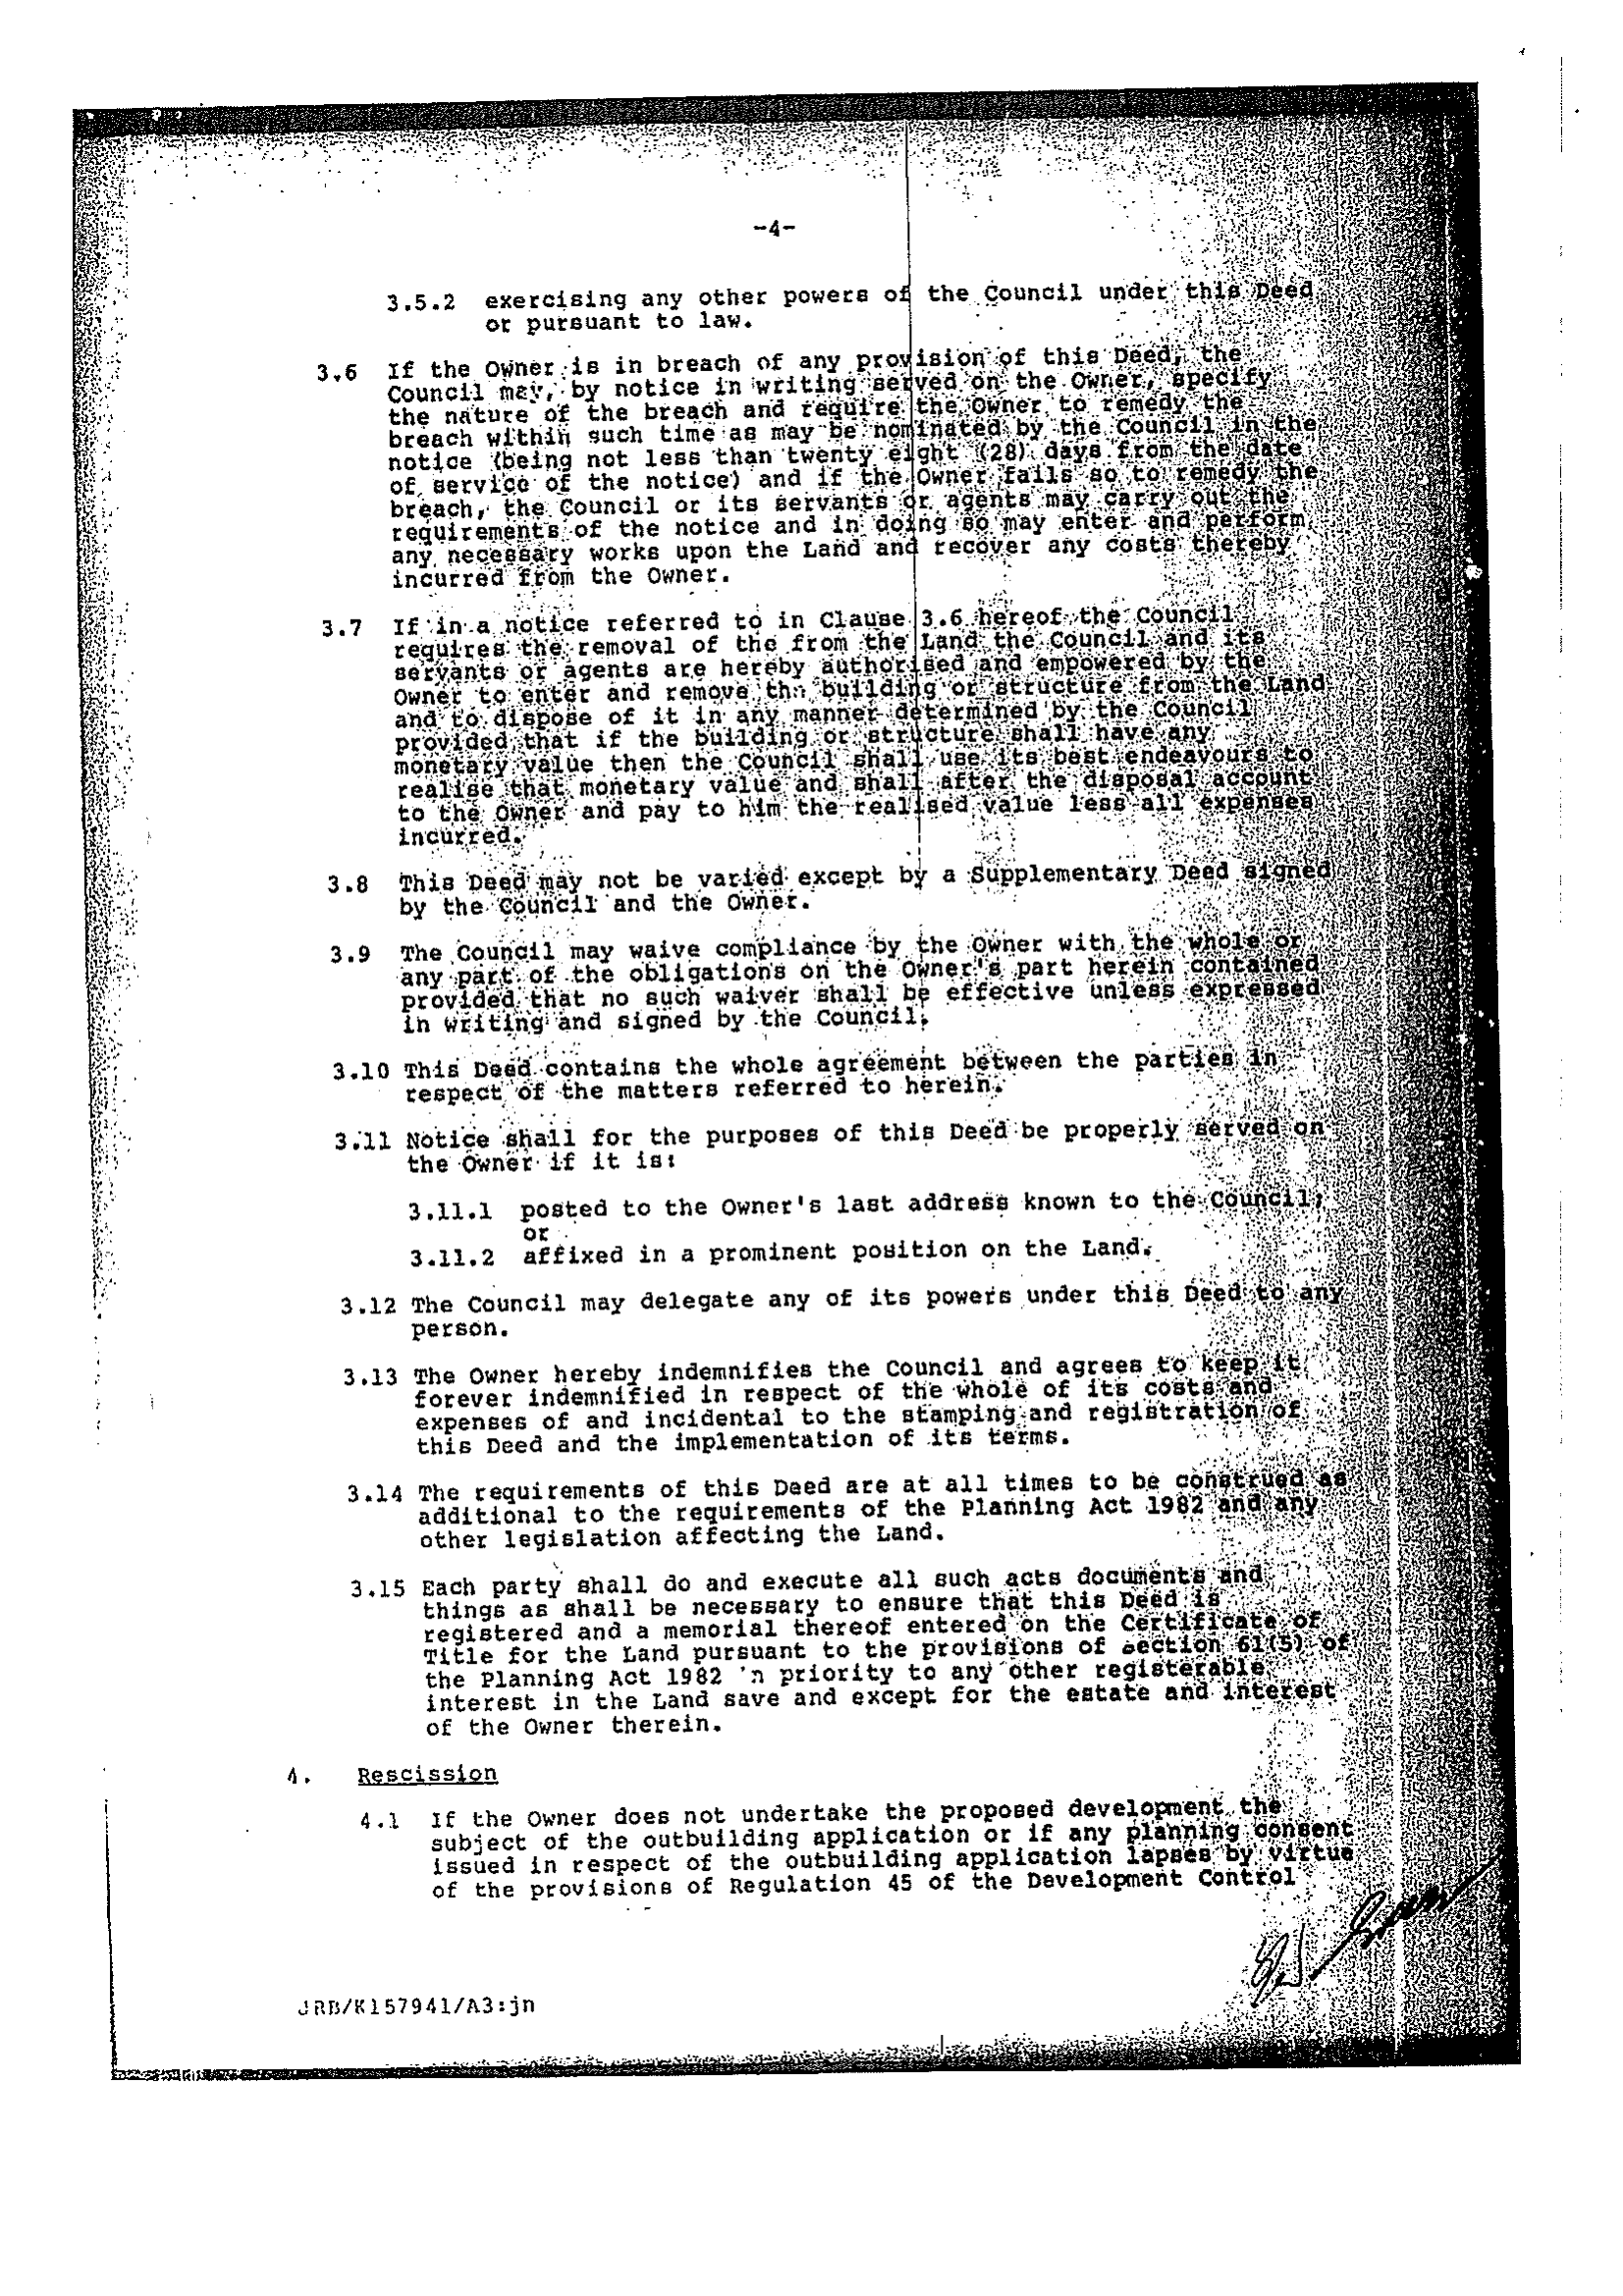 -4-
3.5.2 exercising any other powers of the Council under this Deed
or pursuant to law.
3.6 If the Owner is in breach of any provision of this Deed, the
Council may, by notice in writing served on the Owner, specify
the nature of the breach and require the Owner to remedy the
breach within such time as may be nominated by the Council in the
notice (being not less than twenty eight (28) days from the date
of service of the notice) and if the Owner fails so to remedy the
breach, the Council or its servants or agents may carry out the
requirements of the notice and in doing so may enter and perform
any necessary works upon the Land and recover any costs thereby
incurred from the Owner.
3.7 If in a notice referred to in Clause 3.6 hereof the Council
requires the removal of the from the Land the Council and its
servants or agents are hereby authorised and empowered by the
Owner to enter and remove the building or structure from the Land
and to dispose of it in any manner determined by the Council
provided that if the building or structure shall have any
monetary value then the Council shall use its best endeavours to
realise that monetary value and shall after the disposal account
to the Owner and pay to him the realised value less all expenses
incurred.
3.8 This Deed may not be varied except by a Supplementary Deed signed
by the Council and the Owner.
3.9 The Council may waive compliance by the Owner with the whole or
any part of the obligations on the Owner's part herein contained
provided that no such waiver shall be effective unless expressed
in writing and signed by the Council.
3.10 This Deed contains the whole agreement between the parties in
respect of the matters referred to herein.
3.11 Notice shall for the purposes of this Deed be properly served on
the Owner if it is:
3.11.1 posted to the Owner's last address known to the Council;
or
3.11.2 affixed in a prominent position on the Land.
3.12 The Council may delegate any of its powers under this Deed to any
person.
3.13 The Owner hereby indemnifies the Council and agrees to keep it
forever indemnified in respect of the whole of its costs and
expenses of and incidental to the stamping and registration of
this Deed and the implementation of its terms.
3.14 The requirements of this Deed are at all times to be construed as
additional to the requirements of the Planning Act 1982 and any
other legislation affecting the Land.
3.15 Each party shall do and execute all such acts documents and
things as shall be necessary to ensure that this Deed is
registered and a memorial thereof entered on the Certificate of
Title for the Land pursuant to the provisions of Section 61(5) of
the Planning Act 1982 'n priority to any other registerable
interest in the Land save and except for the estate and interest
of the Owner therein.
4. Rescission
4.1 If the Owner does not undertake the proposed development the
subject of the outbuilding application or if any planning consent
issued in respect of the outbuilding application lapses by virtue
of the provisions of Regulation 45 of the Development Control
JRB/K157941/A3:jn